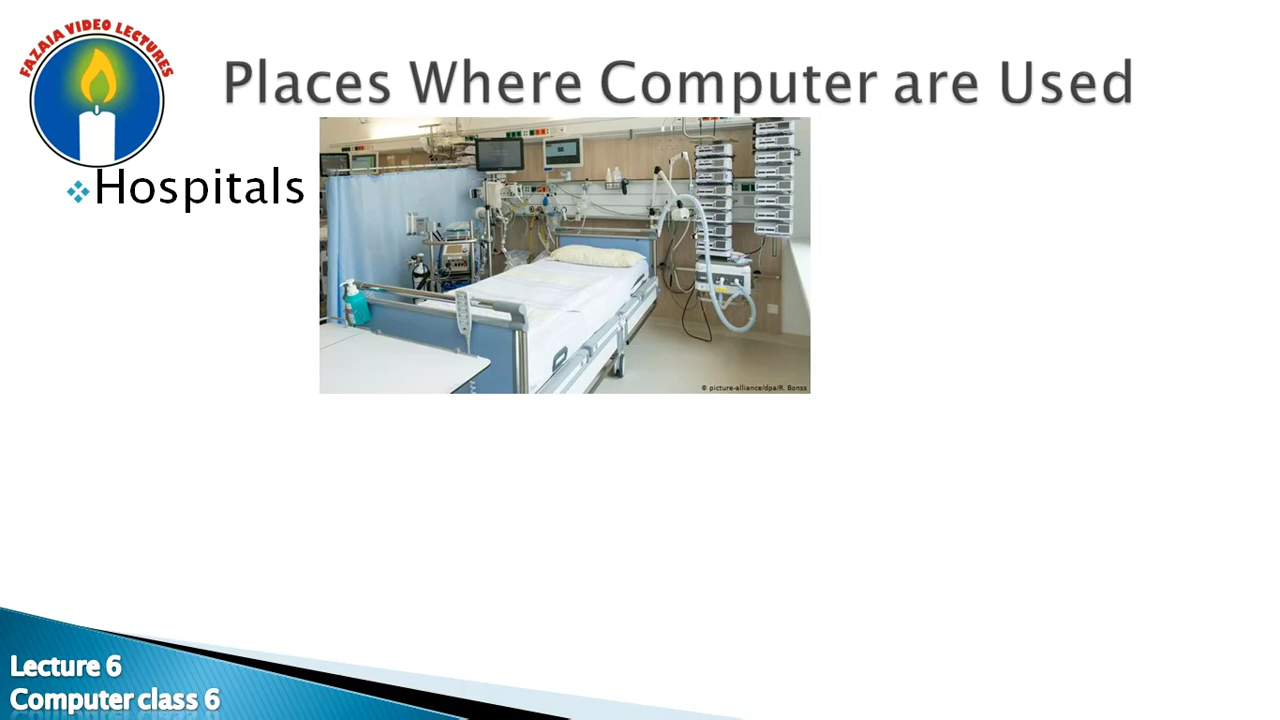 FAZAIA VIDEO LECTURES
Places Where Computer are Used
Hospitals
© picture-alliance/dpa/R. Bonss
Lecture 6
Computer class 6